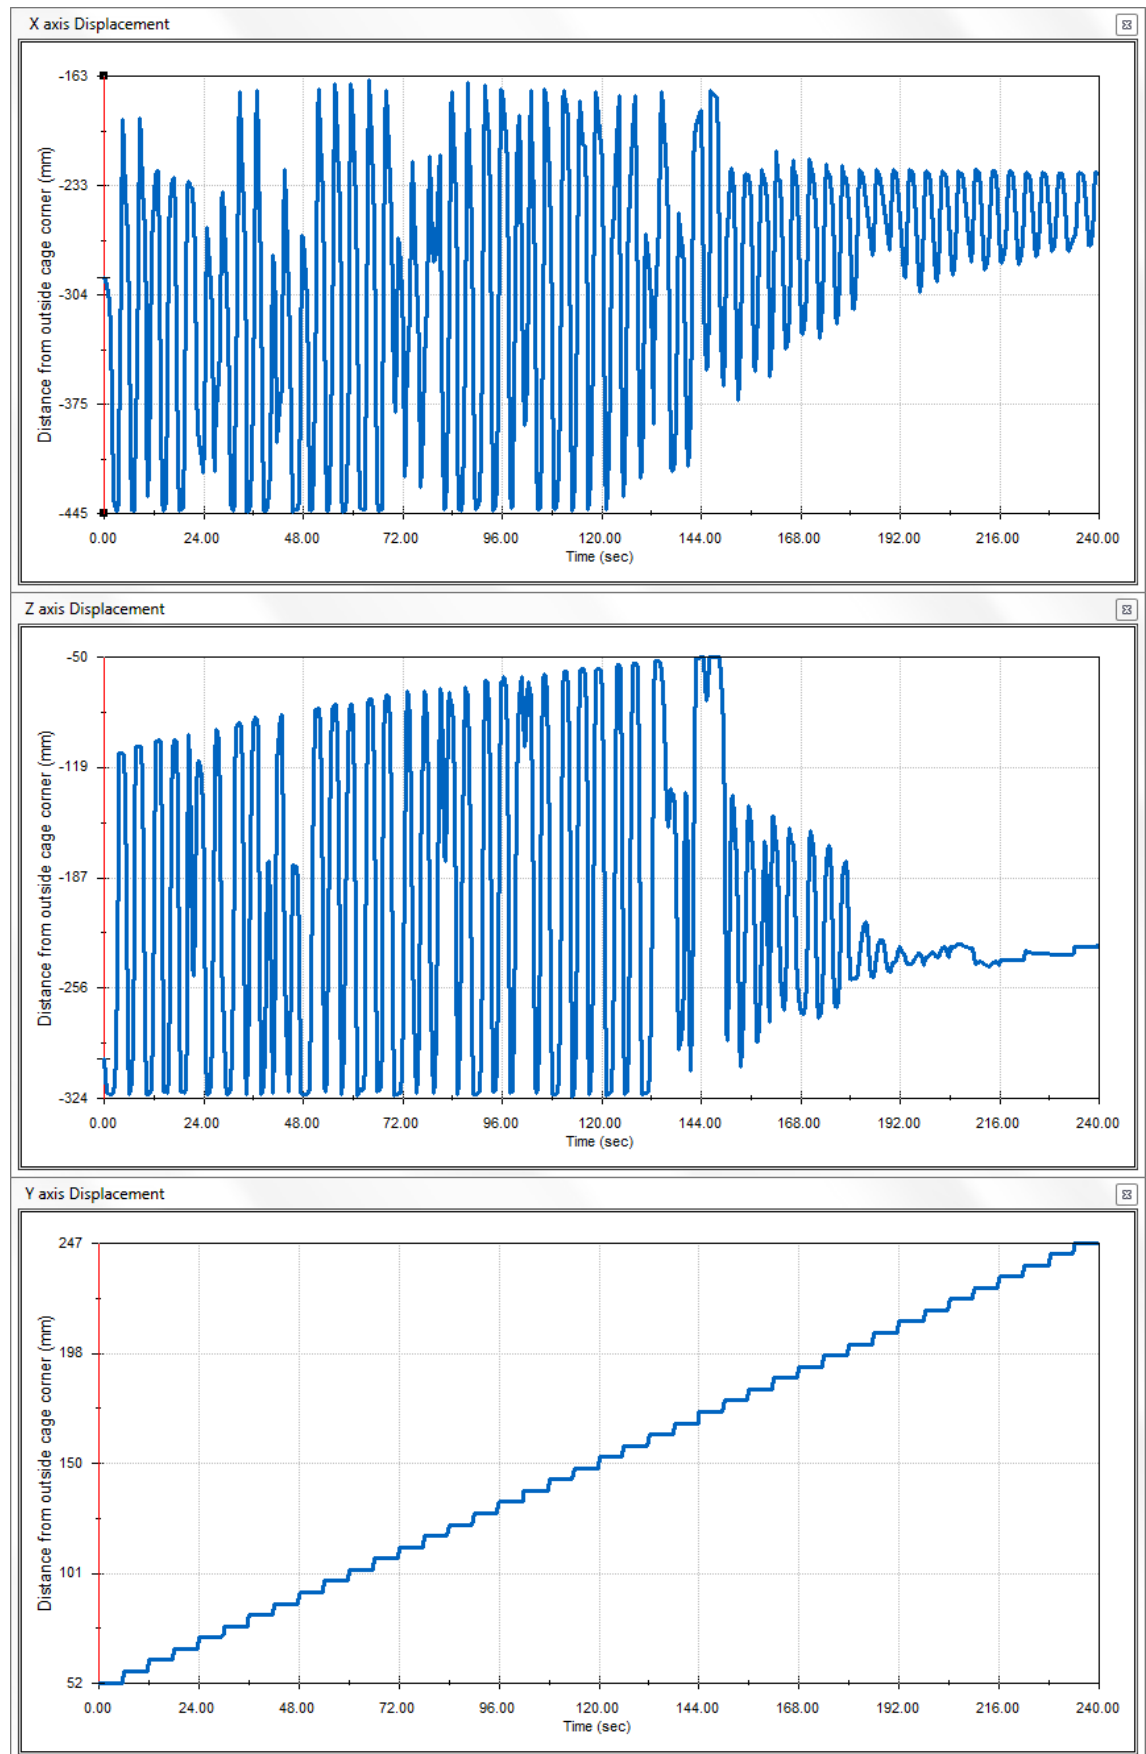 X axis Displacement
Distance from outside cage corner (mm)
-163
-233
-304
-375
-445
0.00 24.00 48.00 72.00 96.00 120.00 144.00 168.00 192.00 216.00 240.00
Time (sec)
Z axis Displacement
Distance from outside cage corner (mm)
-50
-119
-187
-256
-324
0.00 24.00 48.00 72.00 96.00 120.00 144.00 168.00 192.00 216.00 240.00
Time (sec)
Y axis Displacement
Distance from outside cage corner (mm)
247
198
150
101
52
0.00 24.00 48.00 72.00 96.00 120.00 144.00 168.00 192.00 216.00 240.00
Time (sec)